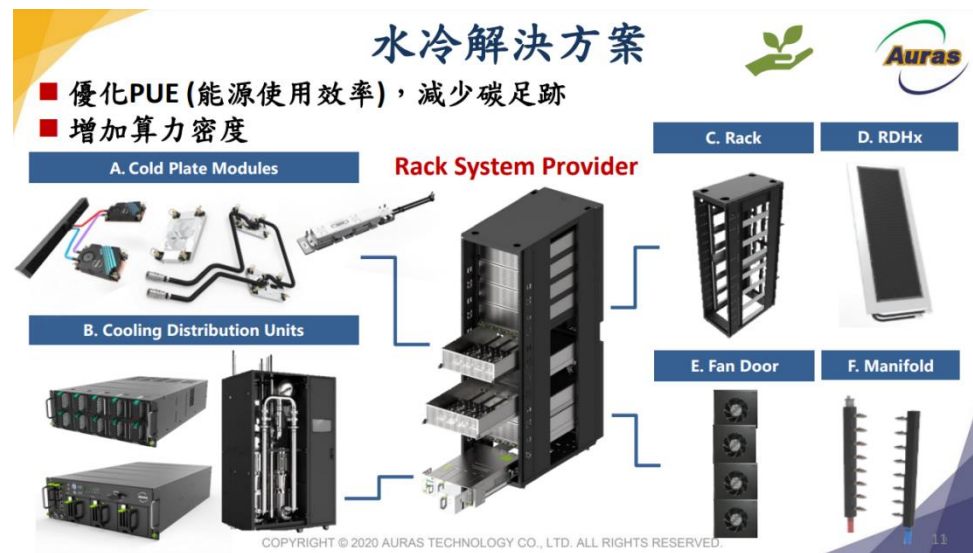 水冷解決方案
Auras
■ 優化PUE (能源使用效率)，減少碳足跡
■ 增加算力密度
A. Cold Plate Modules
Rack System Provider
C. Rack
D. RDHx
B. Cooling Distribution Units
E. Fan Door
F. Manifold
COPYRIGHT © 2020 AURAS TECHNOLOGY CO., LTD. ALL RIGHTS RESERVED.
11